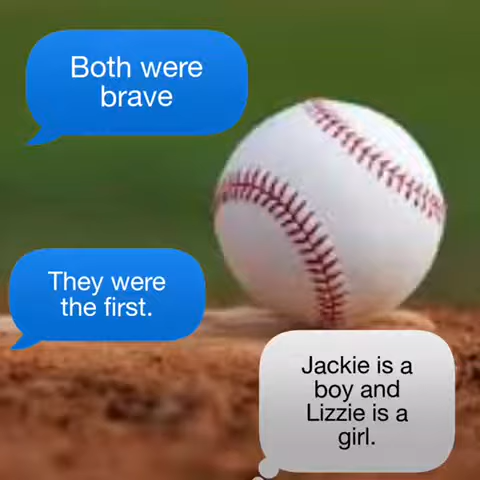 Both were
brave
They were
the first.
Jackie is a
boy and
Lizzie is a
girl.